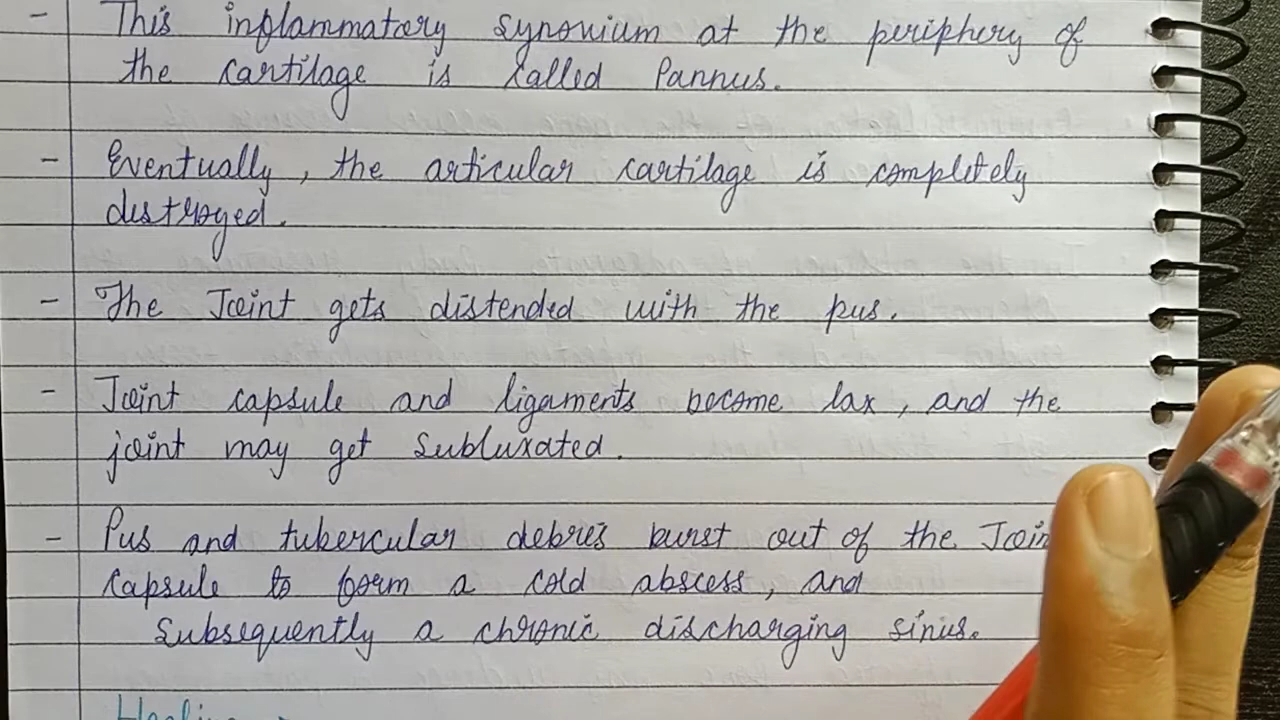 - This inflammatory synovium at the periphery of
the cartilage is called Pannus.
- Eventually, the articular cartilage is completely
destroyed.
- The Joint gets distended with the pus.
- Joint capsule and ligaments become lax, and the
joint may get subluxated.
- Pus and tubercular debris burst out of the Join
capsule to form a cold abscess, and
subsequently a chronic discharging sinus.